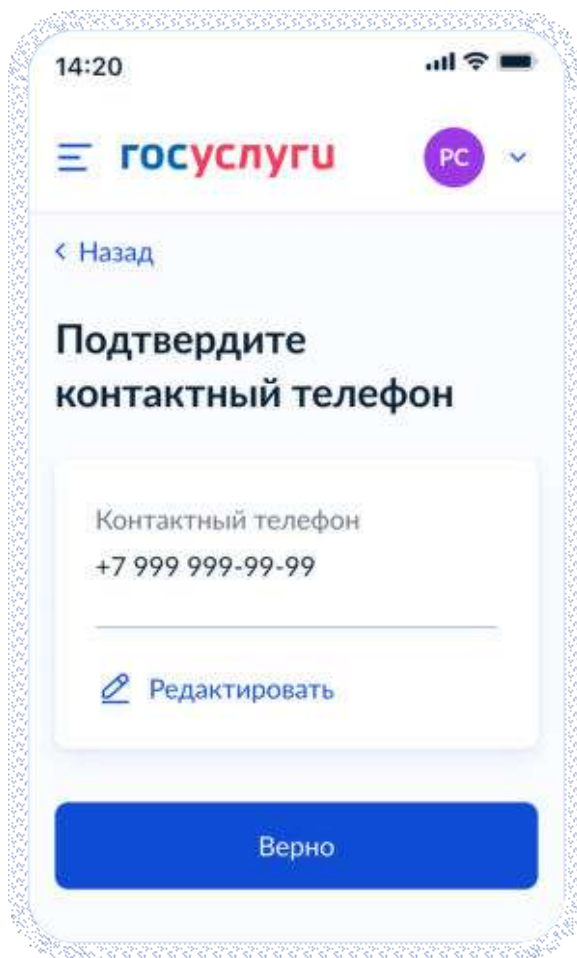 14:20
госуслуги
РС
Назад
Подтвердите
контактный телефон
Контактный телефон
+7 999 999-99-99
Редактировать
Верно